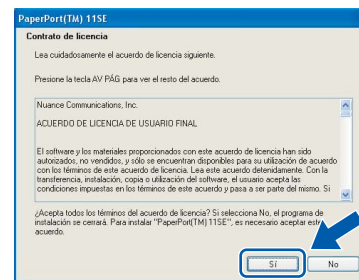 PaperPort(TM) 11SE
Contrato de licencia
Lea cuidadosamente el acuerdo de licencia siguiente.
Presione la tecla AV PÁG para ver el resto del acuerdo.
Nuance Communications, Inc.
ACUERDO DE LICENCIA DE USUARIO FINAL
El software y los materiales proporcionados con este acuerdo de licencia han sido
autorizados, no vendidos, y sólo se encuentran disponibles para su utilización de acuerdo
con los términos de este acuerdo de licencia. Lea este acuerdo detenidamente. Con la
transferencia, instalación, copia o utilización del software, el usuario acepta las
condiciones impuestas en los términos de este acuerdo y pasa a ser parte del mismo. Si
¿Acepta todos los términos del acuerdo de licencia? Si selecciona No, el programa de
instalación se cerrará. Para instalar "PaperPort(TM) 11SE", es necesario aceptar este
acuerdo.
Sí
No